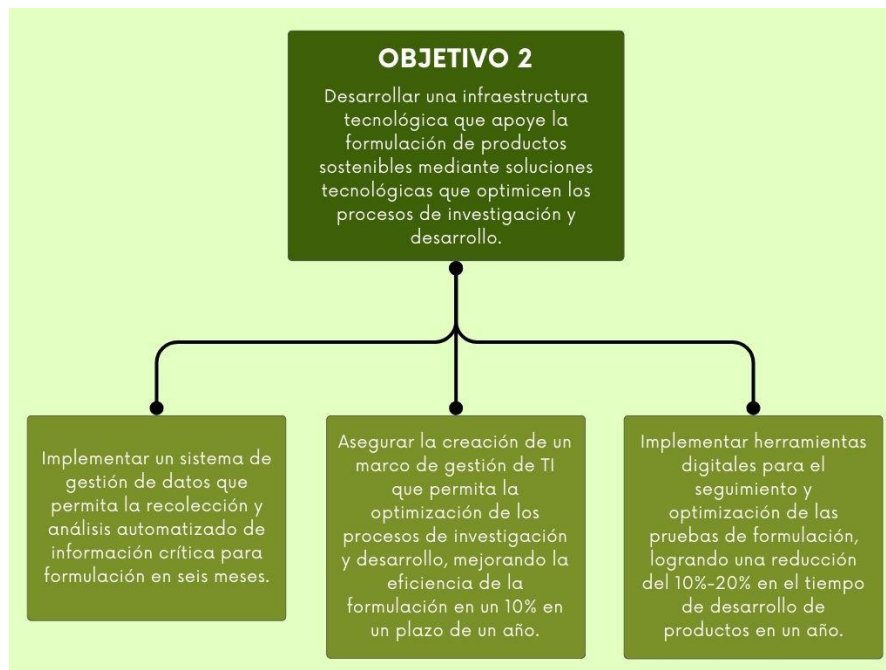 OBJETIVO 2
Desarrollar una infraestructura
tecnológica que apoye la
formulación de productos
sostenibles mediante soluciones
tecnológicas que optimicen los
procesos de investigación y
desarrollo.
Implementar un sistema de
gestión de datos que
permita la recolección y
análisis automatizado de
información crítica para
formulación en seis meses.
Asegurar la creación de un
marco de gestión de TI
que permita la
optimización de los
procesos de investigación
y desarrollo, mejorando la
eficiencia de la
formulación en un 10% en
un plazo de un año.
Implementar herramientas
digitales para el
seguimiento y
optimización de las
pruebas de formulación,
logrando una reducción
del 10%-20% en el tiempo
de desarrollo de
productos en un año.